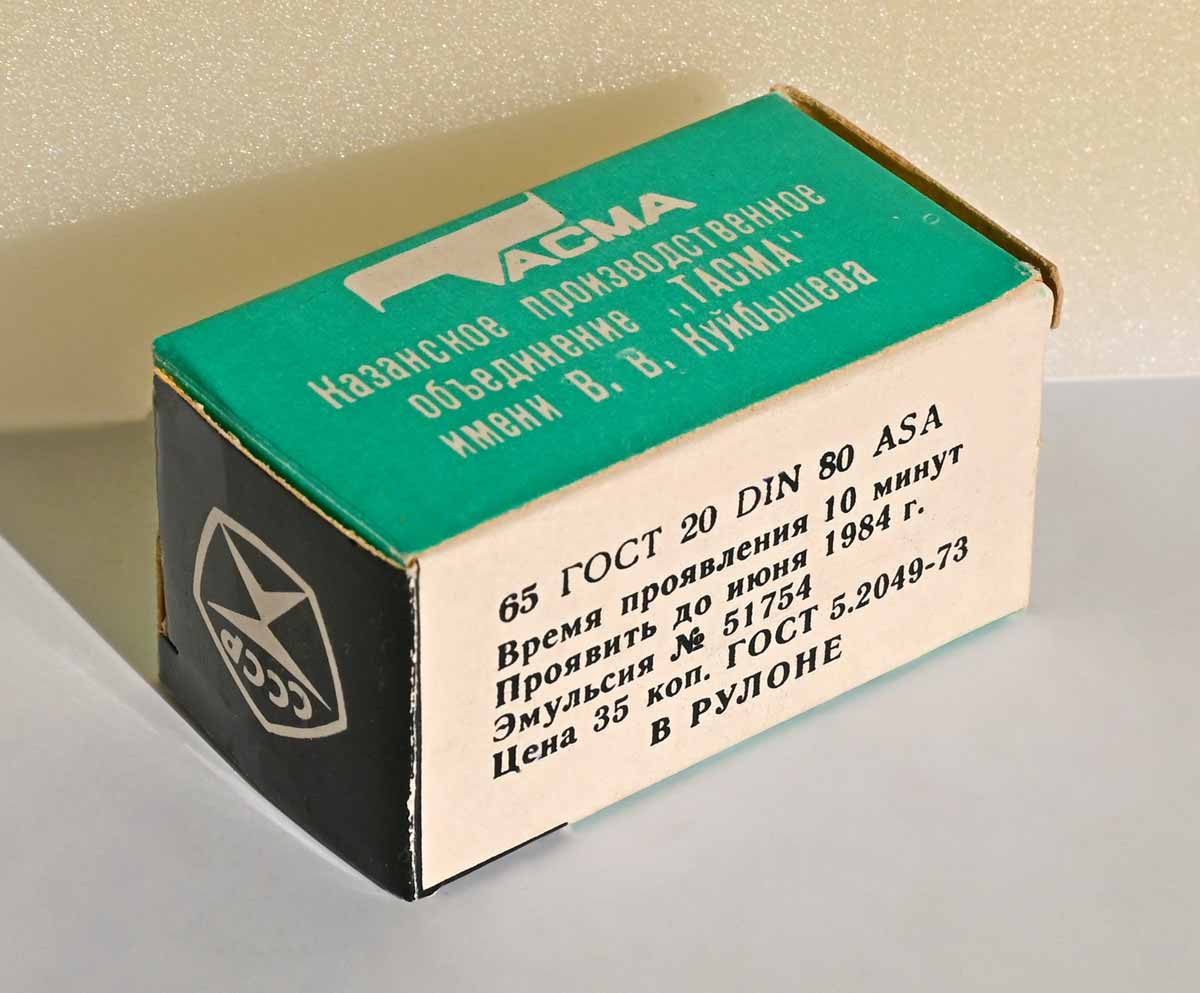 ТАСМА
Казанское производственное
объединение „ТАСМА"
имени В. В. Куйбышева
65 ГОСТ 20 DIN 80 ASA
Время проявления 10 минут
Проявить до июня 1984 г.
Эмульсия № 51754
Цена 35 коп. ГОСТ 5.2049-73
В РУЛОНЕ
СССР